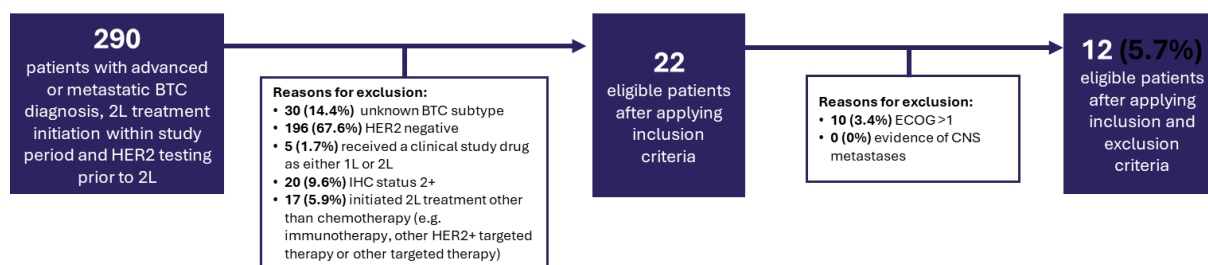 290
patients with advanced
or metastatic BTC
diagnosis, 2L treatment
initiation within study
period and HER2 testing
prior to 2L
Reasons for exclusion:
• 30 (14.4%) unknown BTC subtype
• 196 (67.6%) HER2 negative
• 5 (1.7%) received a clinical study drug
as either 1L or 2L
• 20 (9.6%) IHC status 2+
• 17 (5.9%) initiated 2L treatment other
than chemotherapy (e.g.
immunotherapy, other HER2+ targeted
therapy or other targeted therapy)
22
eligible patients
after applying
inclusion
criteria
Reasons for exclusion:
• 10 (3.4%) ECOG >1
• 0 (0%) evidence of CNS
metastases
12 (5.7%)
eligible patients
after applying
inclusion and
exclusion
criteria